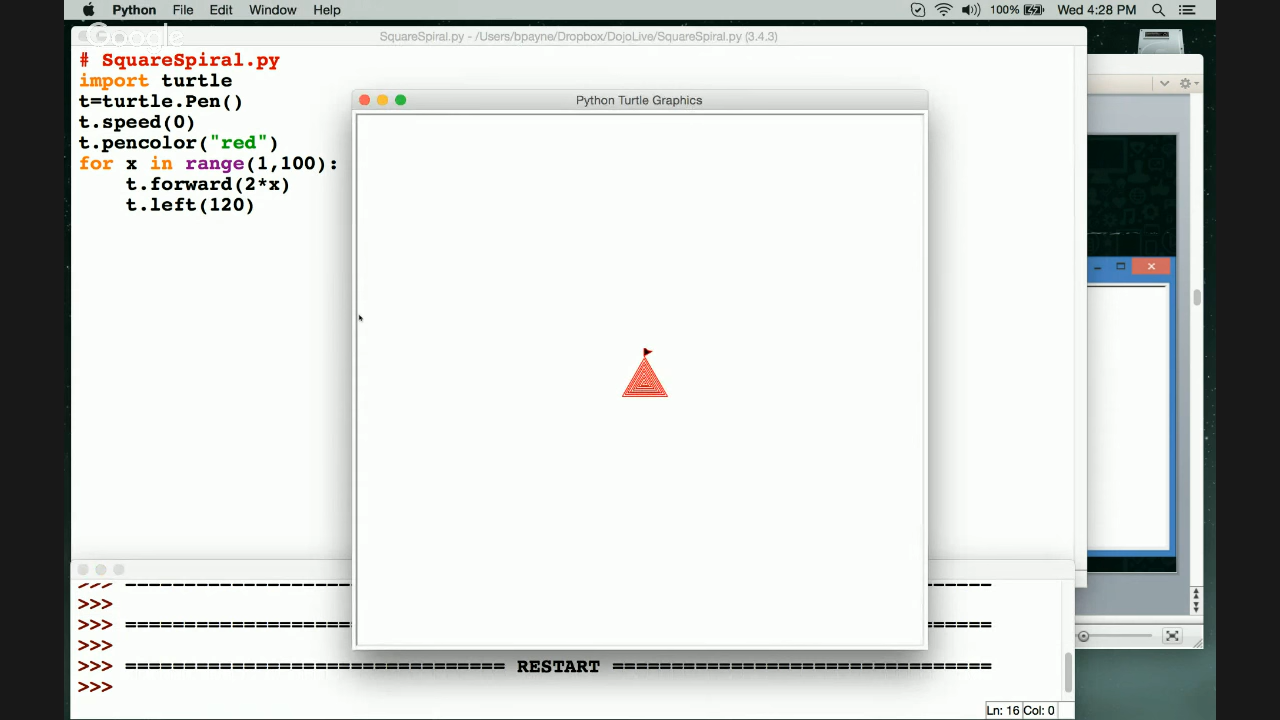 Python File Edit Window Help 100% Wed 4:28 PM
Google
SquareSpiral.py - /Users/bpayne/Dropbox/DojoLive/SquareSpiral.py (3.4.3)
# SquareSpiral.py
import turtle
t=turtle.Pen()
t.speed(0)
t.pencolor("red")
for x in range(1,100):
t.forward(2*x)
t.left(120)
Python Turtle Graphics
>>> ================================
>>>
>>> ================================
>>>
>>> ================================ RESTART ================================
>>>
Ln: 16 Col: 0